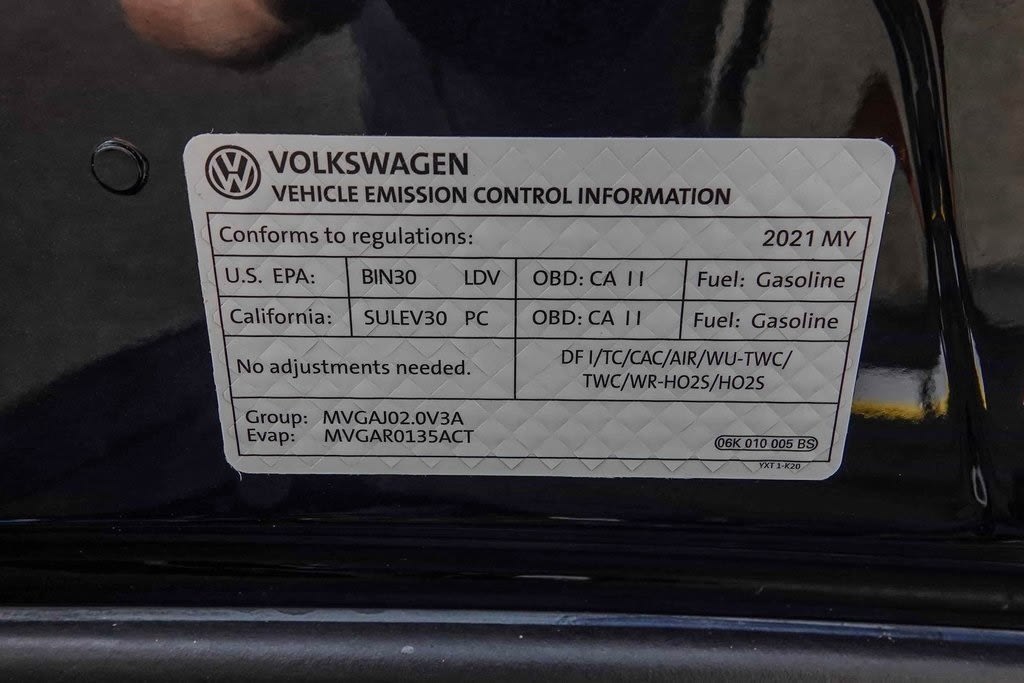 VOLKSWAGEN
VEHICLE EMISSION CONTROL INFORMATION
Conforms to regulations: 2021 MY
U.S. EPA: BIN30 LDV OBD: CA II Fuel: Gasoline
California: SULEV30 PC OBD: CA II Fuel: Gasoline
No adjustments needed.
DFI/TC/CAC/AIR/WU-TWC/
TWC/WR-HO2S/HO2S
Group: MVGAJ02.0V3A
Evap: MVGAR0135ACT
06K 010 005 BS
YXT 1-K20